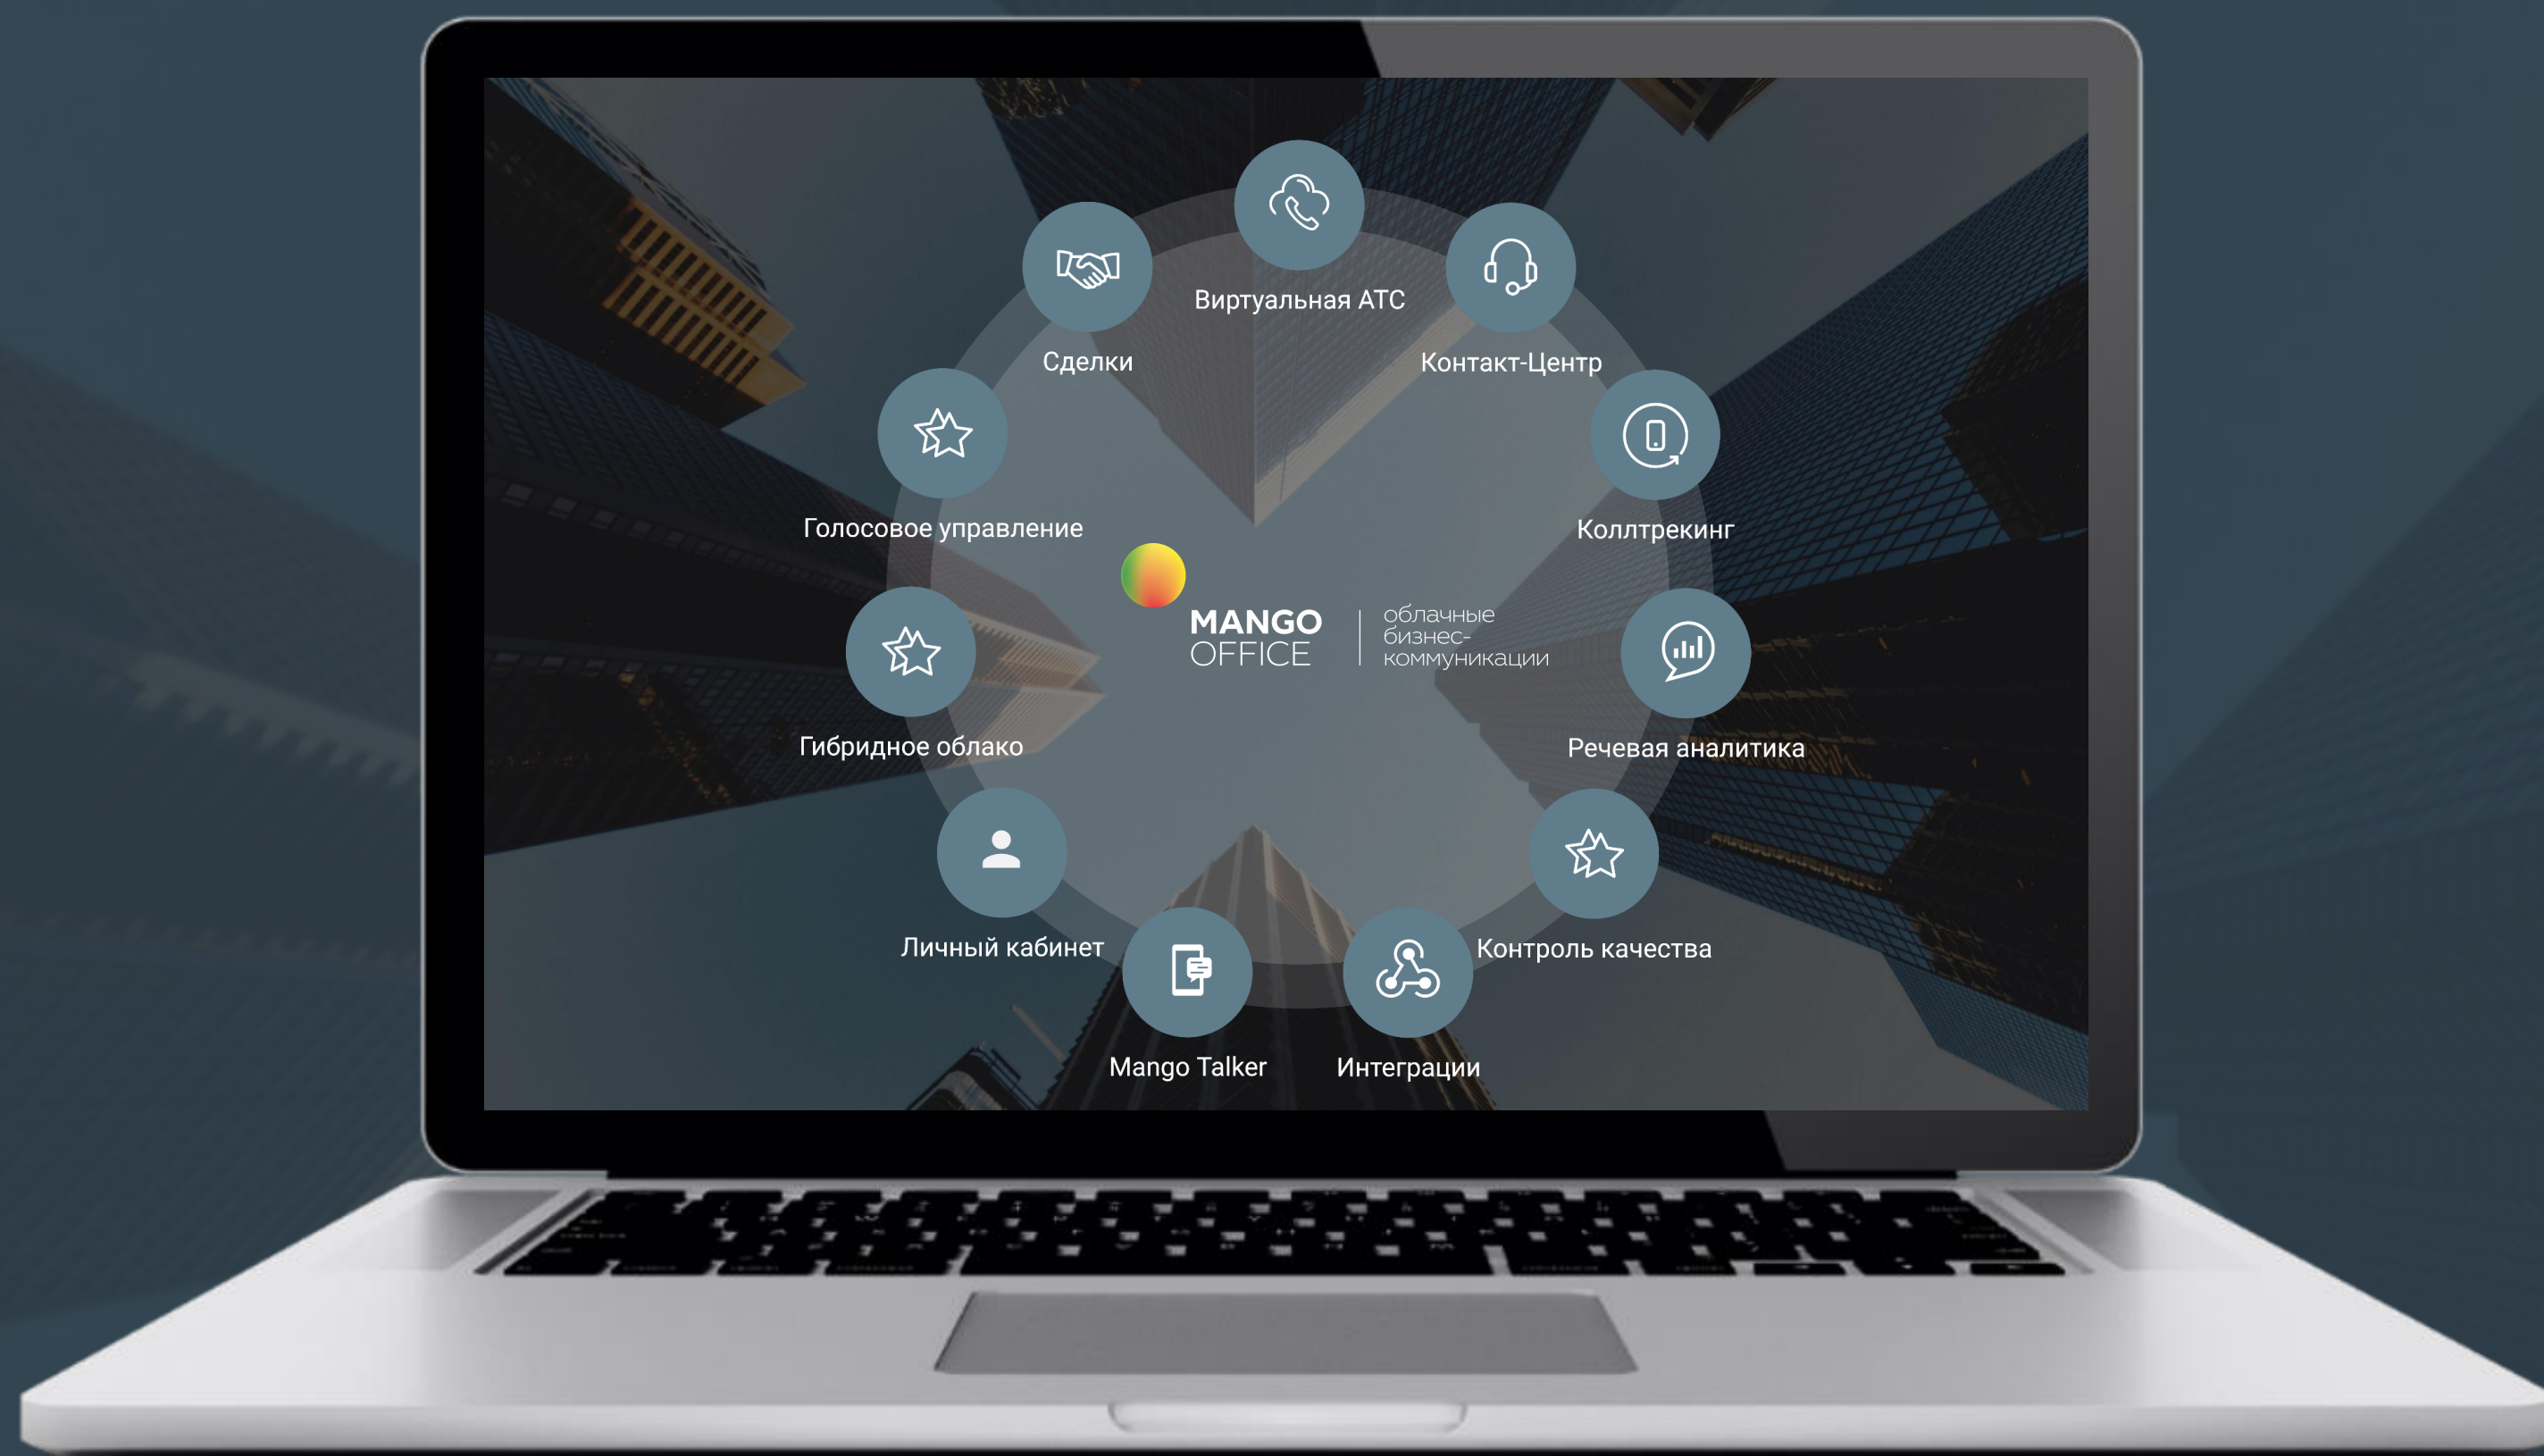 Виртуальная АТС
Сделки
Контакт-Центр
Голосовое управление
Коллтрекинг
MANGO
OFFICE
облачные
бизнес-
коммуникации
Гибридное облако
Речевая аналитика
Личный кабинет
Контроль качества
Mango Talker
Интеграции